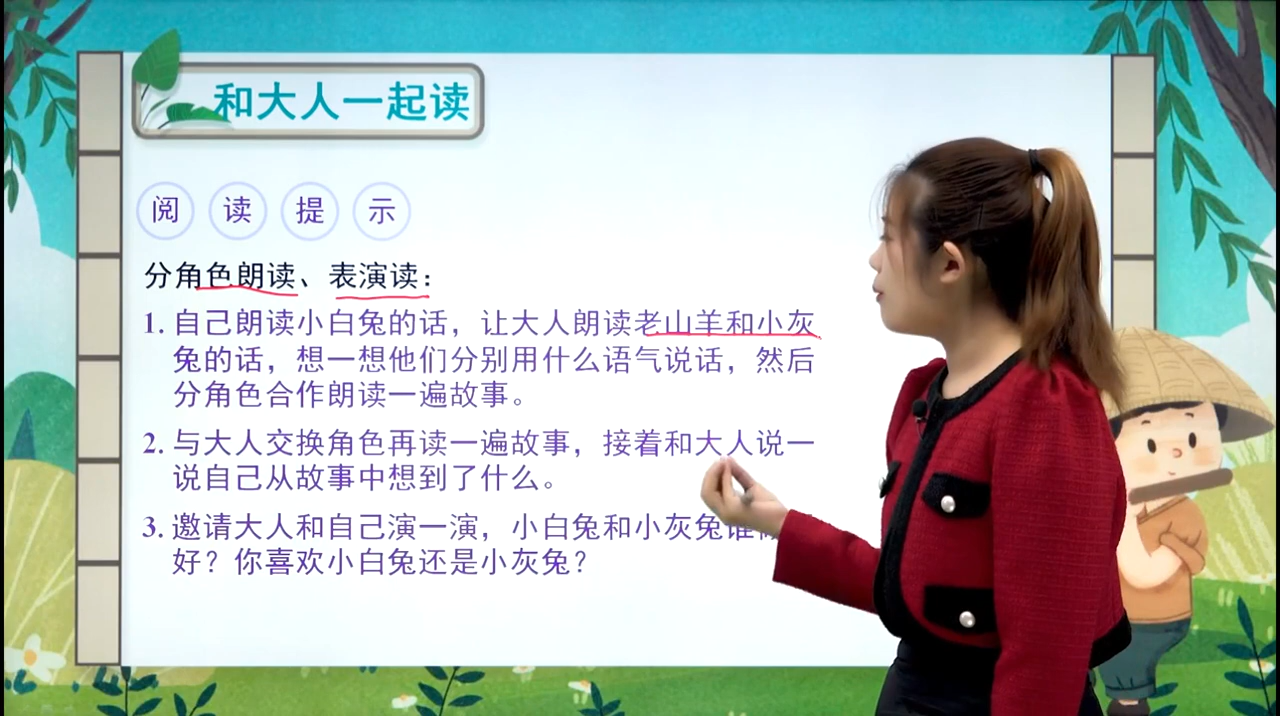 和大人一起读
阅读提示
分角色朗读、表演读：
1. 自己朗读小白兔的话，让大人朗读老山羊和小灰
兔的话，想一想他们分别用什么语气说话，然后
分角色合作朗读一遍故事。
2. 与大人交换角色再读一遍故事，接着和大人说一
说自己从故事中想到了什么。
3. 邀请大人和自己演一演，小白兔和小灰兔谁
好？你喜欢小白兔还是小灰兔？